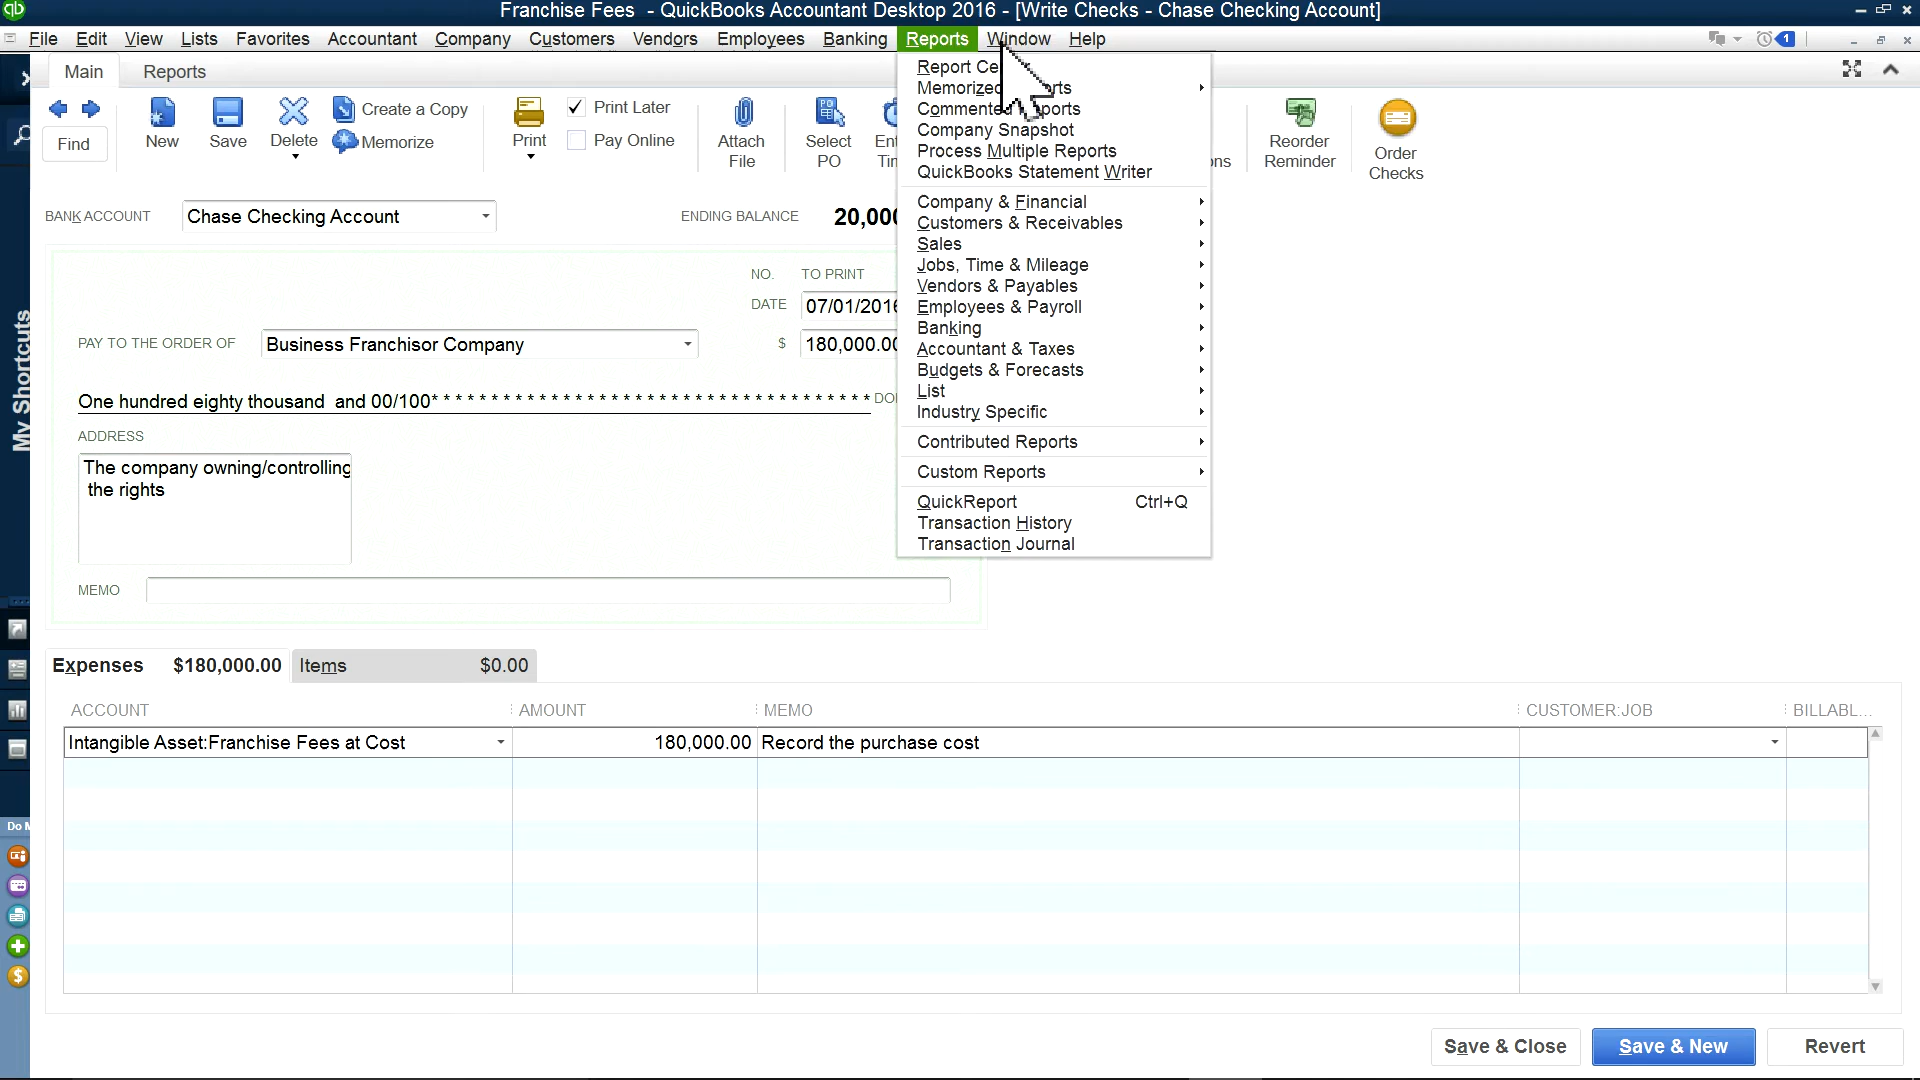 Franchise Fees - QuickBooks Accountant Desktop 2016 - [Write Checks - Chase Checking Account]
File Edit View Lists Favorites Accountant Company Customers Vendors Employees Banking Reports Window Help
1
Main Reports
Find
New
Save
Delete
Create a Copy
Memorize
Print
Print Later
Pay Online
Attach
File
Select
PO
Reorder
Reminder
Order
Checks
Report Ce
Memorized
Company Snapshot
Process Multiple Reports
QuickBooks Statement Writer
Company & Financial
Customers & Receivables
Sales
Jobs, Time & Mileage
Vendors & Payables
Employees & Payroll
Banking
Accountant & Taxes
Budgets & Forecasts
List
Industry Specific
Contributed Reports
Custom Reports
QuickReport Ctrl+Q
Transaction History
Transaction Journal
My Shortcuts
BANK ACCOUNT Chase Checking Account
ENDING BALANCE 20,000
NO. TO PRINT
DATE 07/01/2016
PAY TO THE ORDER OF Business Franchisor Company $ 180,000.00
One hundred eighty thousand and 00/100* * * * * * * * * * * * * * * * * * * * * * * * * * * * * * * * * * * * *
ADDRESS
The company owning/controlling
the rights
MEMO
Expenses $180,000.00 Items $0.00
ACCOUNT AMOUNT MEMO CUSTOMER:JOB BILLABL...
Intangible Asset:Franchise Fees at Cost 180,000.00 Record the purchase cost
Save & Close Save & New Revert